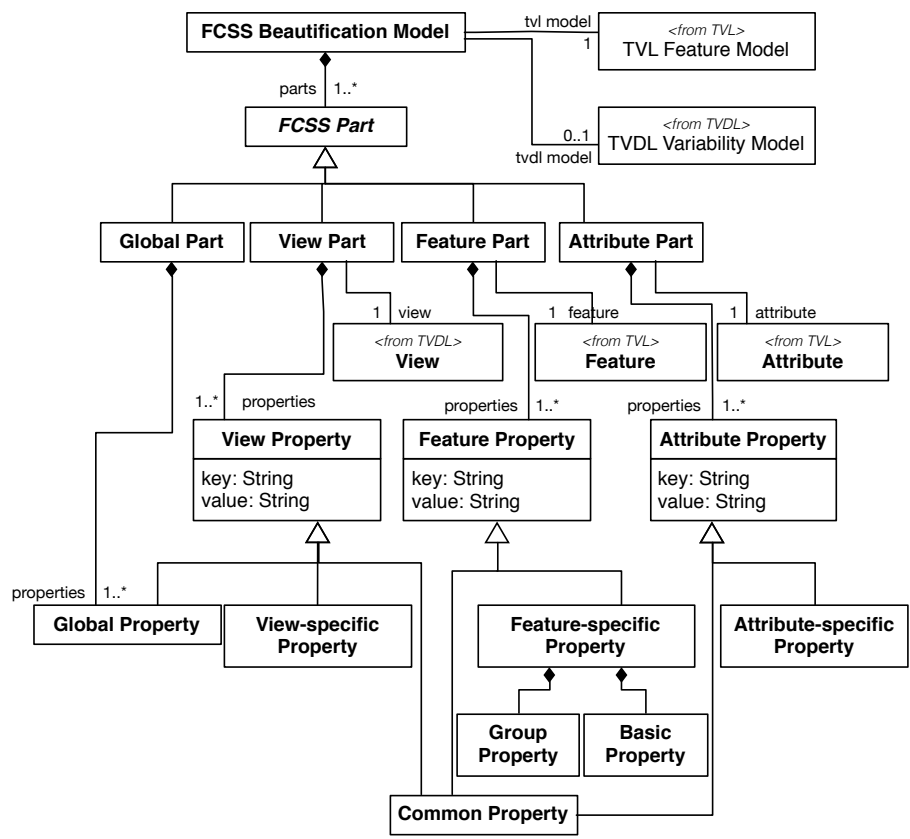 FCSS Beautification Model
tvl model
1
<from TVL>
TVL Feature Model
parts
1..*
FCSS Part
0..1
tvdl model
<from TVDL>
TVDL Variability Model
Global Part
View Part
Feature Part
Attribute Part
1
view
1
feature
1
attribute
<from TVDL>
View
<from TVL>
Feature
<from TVL>
Attribute
1..*
properties
properties
1..*
properties
1..*
View Property
key: String
value: String
Feature Property
key: String
value: String
Attribute Property
key: String
value: String
properties
1..*
Global Property
View-specific
Property
Feature-specific
Property
Attribute-specific
Property
Group
Property
Basic
Property
Common Property